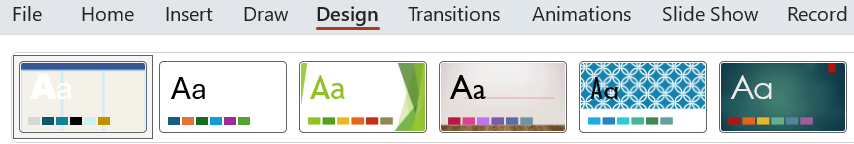 File Home Insert Draw Design Transitions Animations Slide Show Record
Aa Aa Aa Aa Aa Aa